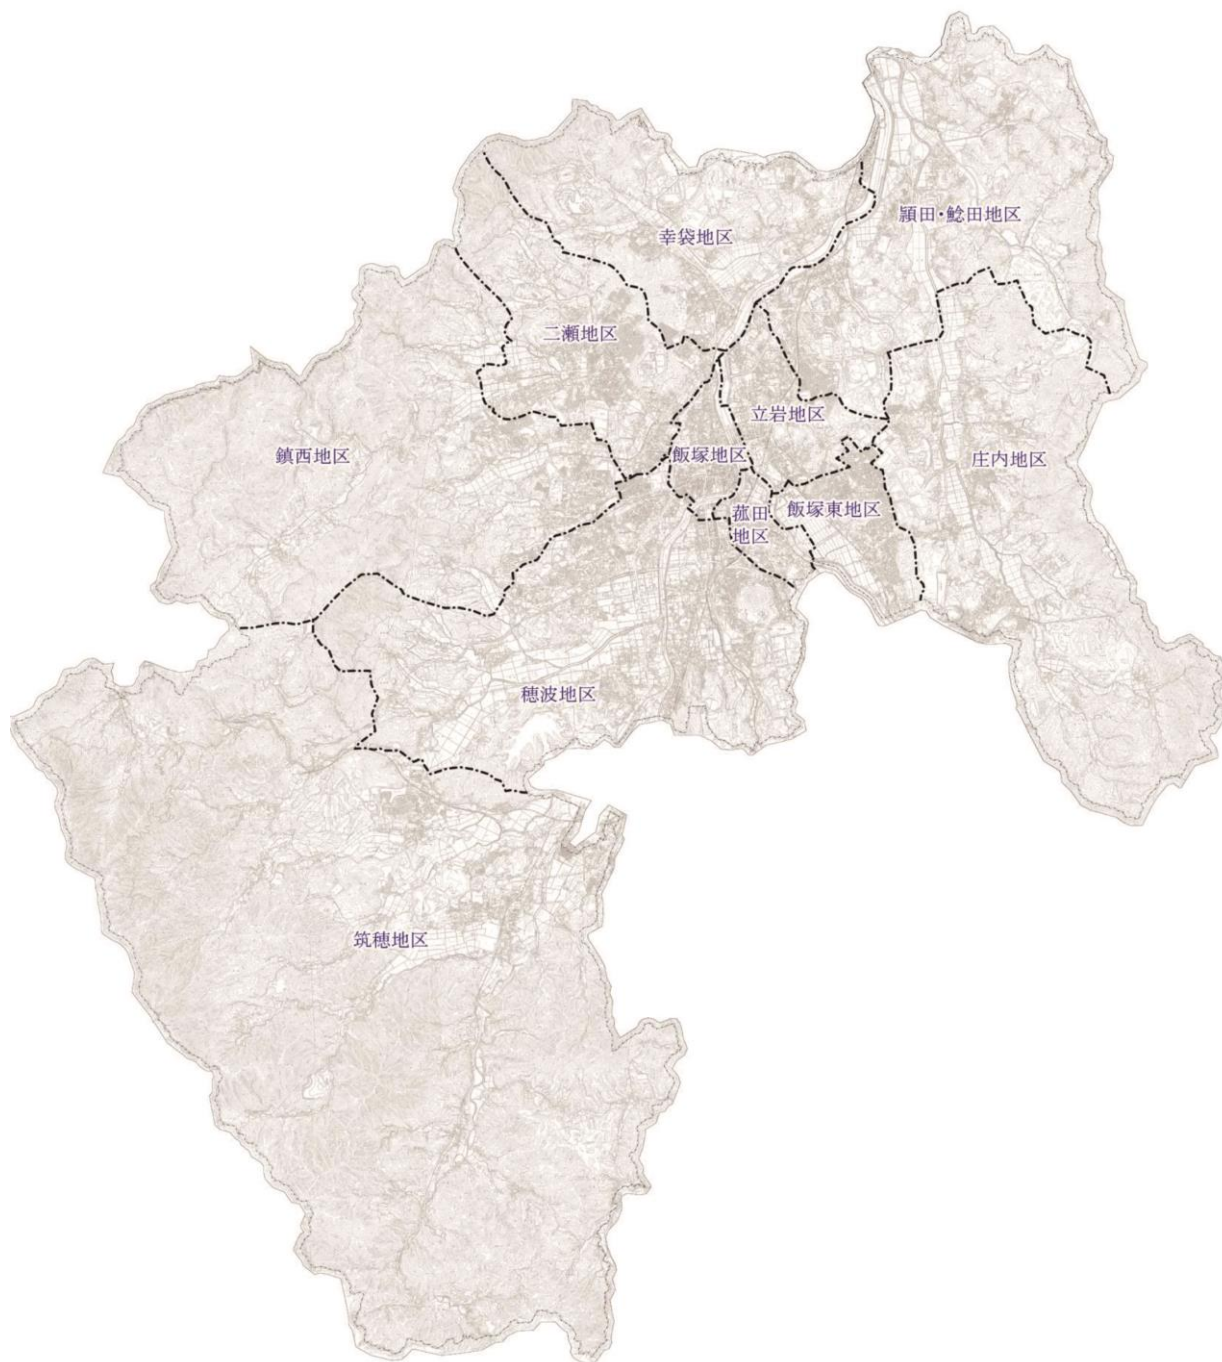 頴田・鯰田地区
幸袋地区
二瀬地区
立岩地区
鎮西地区
飯塚地区
庄内地区
菰田
地区
飯塚東地区
穂波地区
筑穂地区